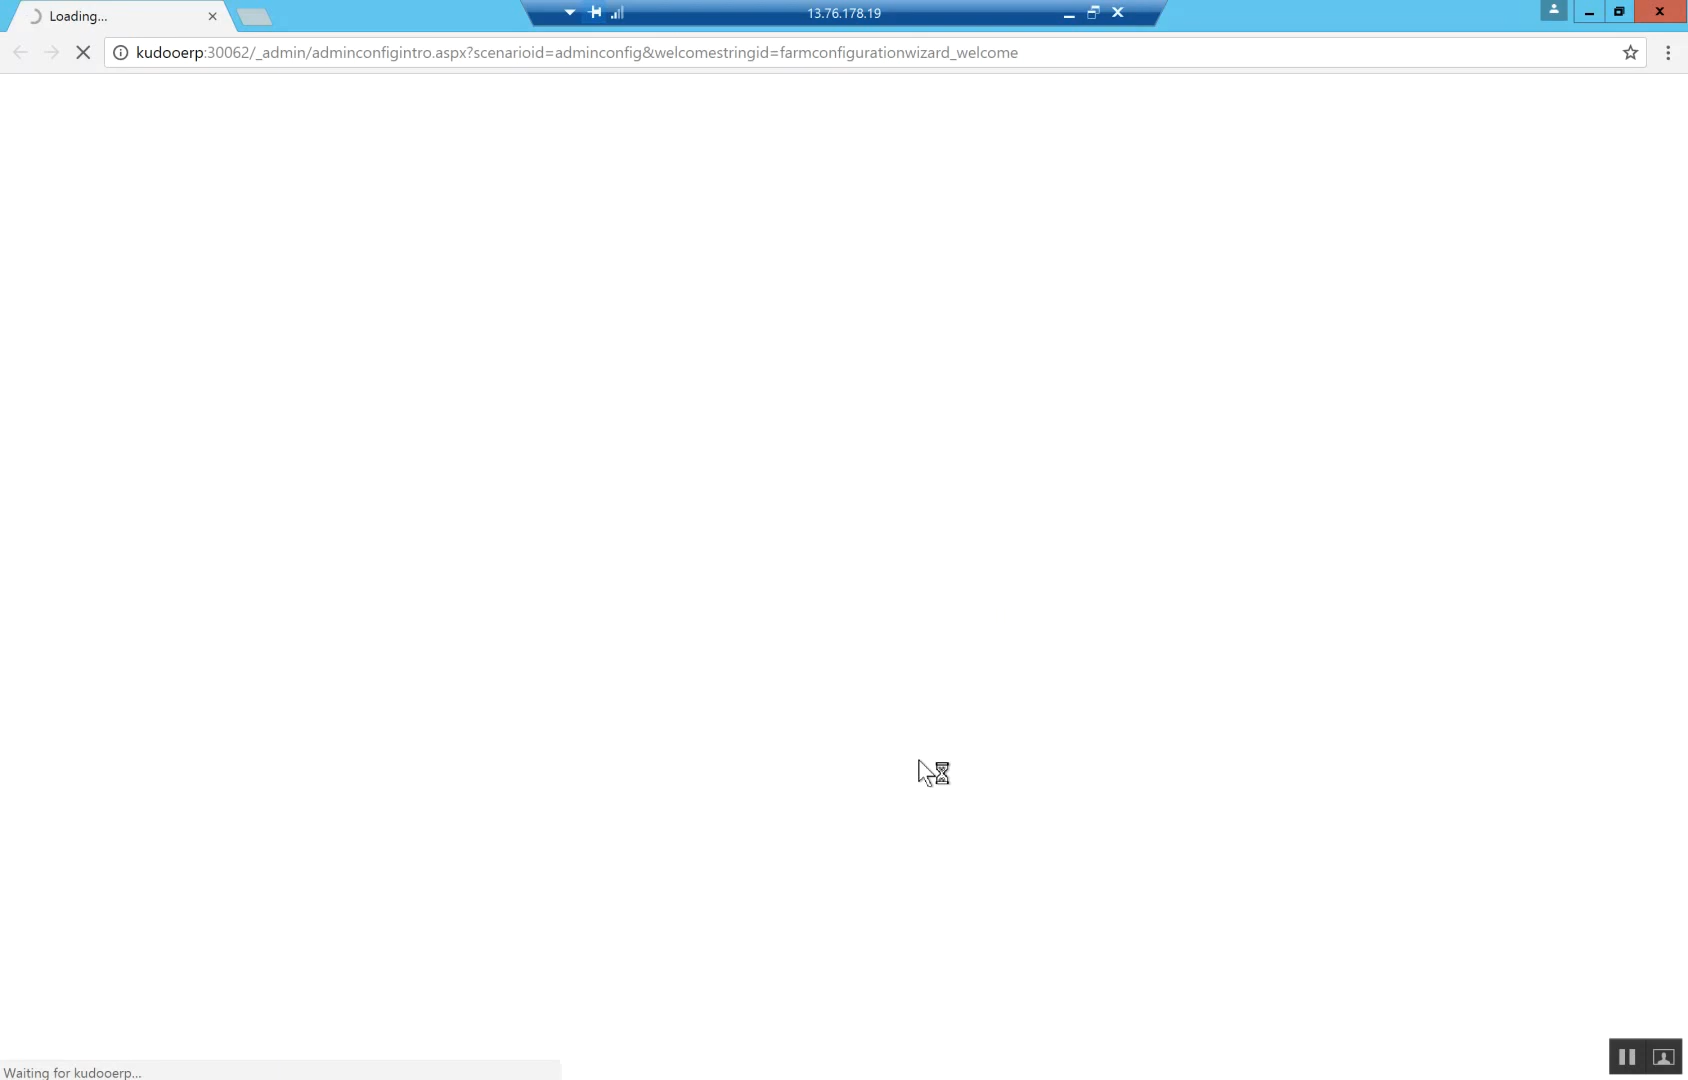 Loading...
13.76.178.19
kudooerp:30062/_admin/adminconfigintro.aspx?scenarioid=adminconfig&welcomestringid=farmconfigurationwizard_welcome
Waiting for kudooerp...